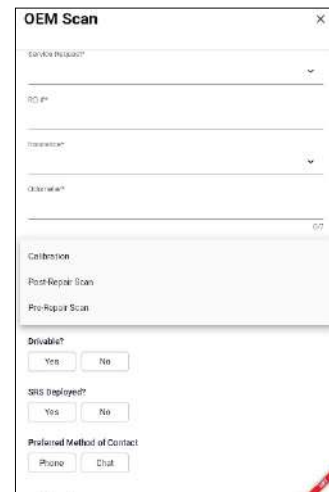 OEM Scan
Service Request*
RO #*
Insurance*
Odometer*
0/7
Calibration
Post-Repair Scan
Pre-Repair Scan
Drivable?
Yes No
SRS Deployed?
Yes No
Preferred Method of Contact
Phone Chat